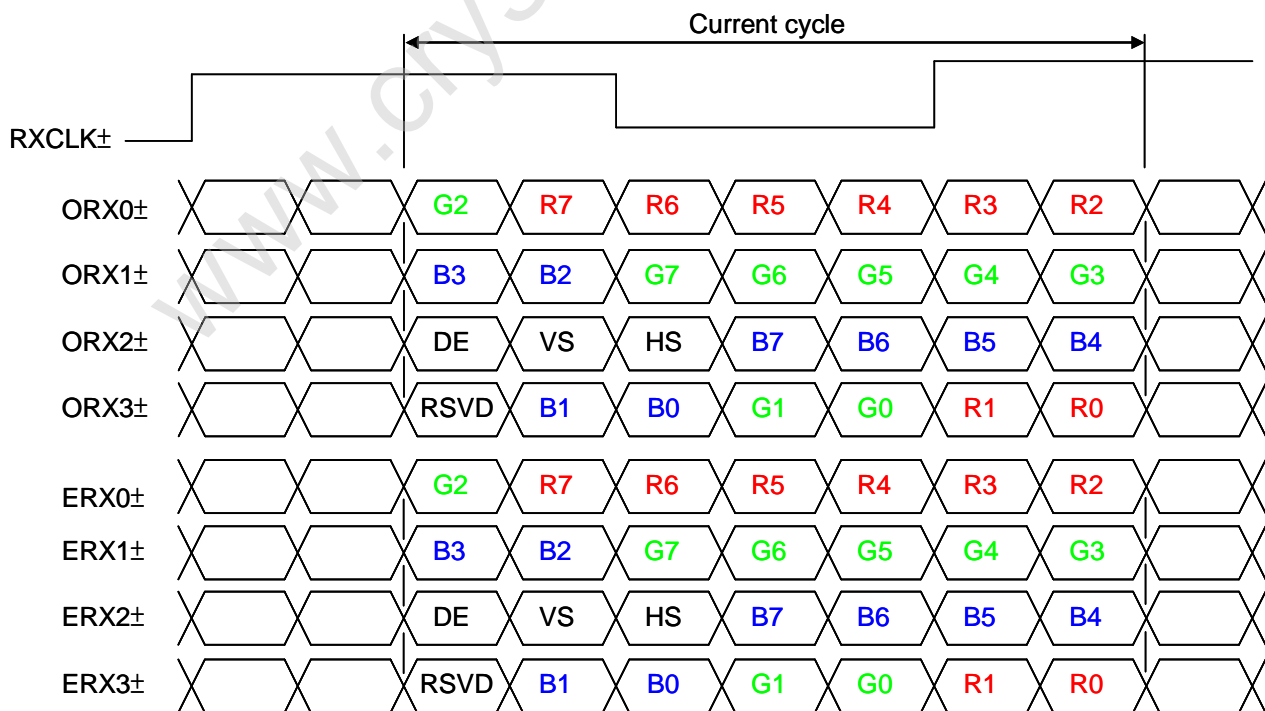 Current cycle
www.crys
RXCLK±
ORX0± G2 R7 R6 R5 R4 R3 R2
ORX1± B3 B2 G7 G6 G5 G4 G3
ORX2± DE VS HS B7 B6 B5 B4
ORX3± RSVD B1 B0 G1 G0 R1 R0
ERX0± G2 R7 R6 R5 R4 R3 R2
ERX1± B3 B2 G7 G6 G5 G4 G3
ERX2± DE VS HS B7 B6 B5 B4
ERX3± RSVD B1 B0 G1 G0 R1 R0